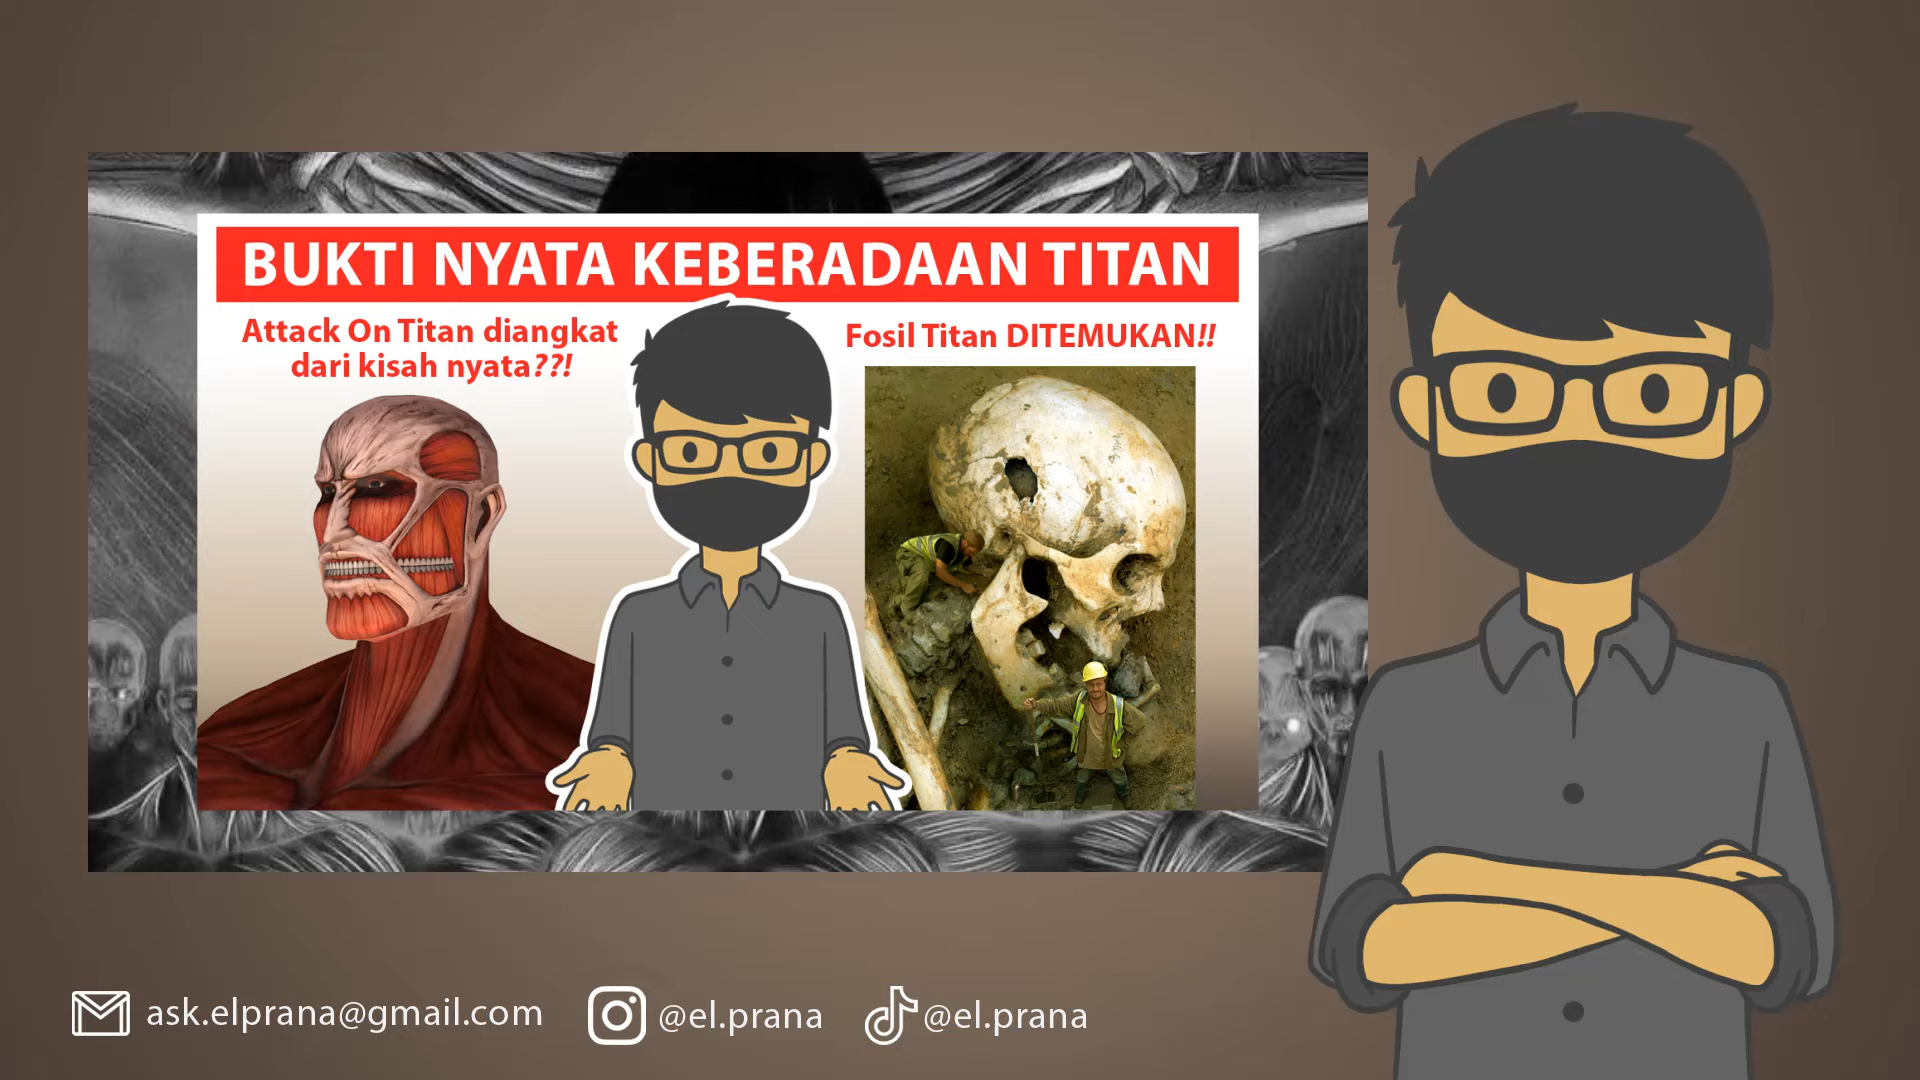 BUKTI NYATA KEBERADAAN TITAN
Attack On Titan diangkat
dari kisah nyata??!
Fosil Titan DITEMUKAN!!
ask.elprana@gmail.com
@el.prana
@el.prana